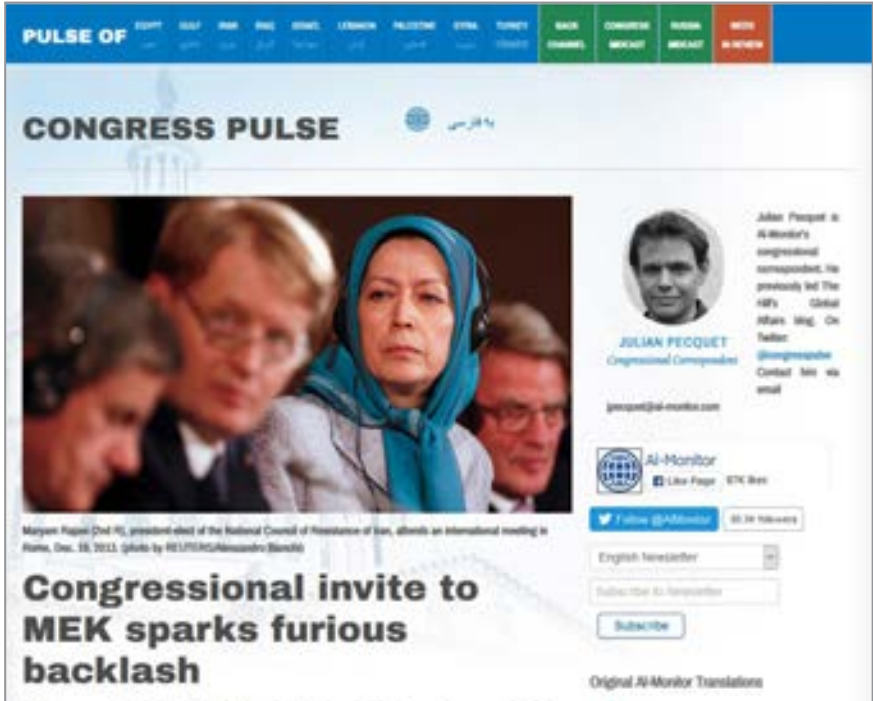 PULSE OF
EGYPT GULF IRAN IRAQ ISRAEL LEBANON PALESTINE SYRIA TURKEY BACK CHANNEL CONGRESS MIDCAST RUSSIA MIDCAST WEEK IN REVIEW
CONGRESS PULSE
به فارسی
Maryam Rajavi (2nd R), president-elect of the National Council of Resistance of Iran, attends an international meeting in
Rome, Dec. 2013. (photo by REUTERS/Alessandro Bianchi)
Congressional invite to
MEK sparks furious
backlash
Julian Pecquet is
Al-Monitor's
congressional
correspondent. He
previously led The
Hill's Global
Affairs blog. On
Twitter:
@congresspulse
Contact him via
email
JULIAN PECQUET
Congressional Correspondent
jpecquet@al-monitor.com
Al-Monitor
Like Page 87K likes
Follow @AlMonitor
followers
English Newsletter
Subscribe to Newsletter
Subscribe
Original Al-Monitor Translations